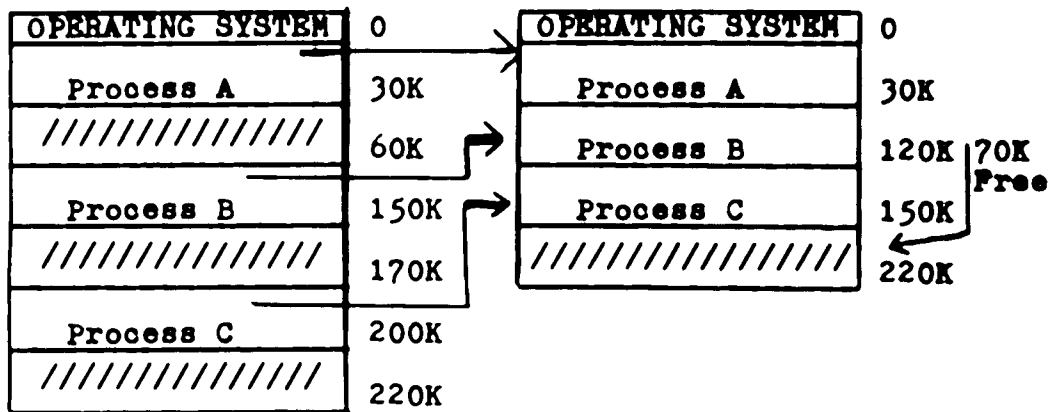 OPERATING SYSTEM 0
Process A 30K
60K
Process B 150K
170K
Process C 200K
220K
OPERATING SYSTEM 0
Process A 30K
Process B 120K 70K
Free
Process C 150K
220K